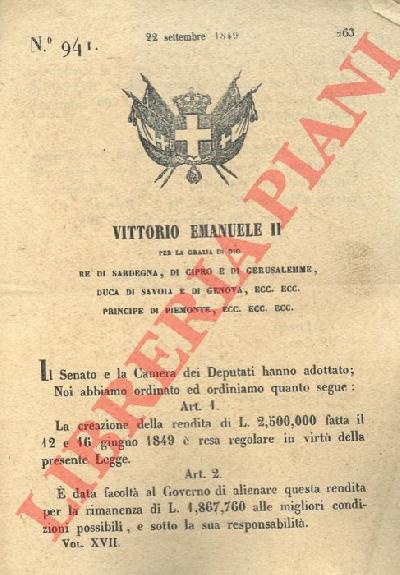 N.° 941.
22 settembre 1849
963
VITTORIO EMANUELE II
PER LA GRAZIA DI DIO
RE DI SARDEGNA, DI CIPRO E DI GERUSALEMME,
DUCA DI SAVOIA E DI GENOVA, ECC. ECC.
PRINCIPE DI PIEMONTE, ECC. ECC. ECC.
Il Senato e la Camera dei Deputati hanno adottato;
Noi abbiamo ordinato ed ordiniamo quanto segue:
Art. 1.
La creazione della rendita di L. 2,500,000 fatta il
12 e 16 giugno 1849 è resa regolare in virtù della
presente Legge.
Art. 2.
È data facoltà al Governo di alienare questa rendita
per la rimanenza di L. 1,867,760 alle migliori condi-
zioni possibili, e sotto la sua responsabilità.
VOL. XVII.
LIBRERIA PIANI